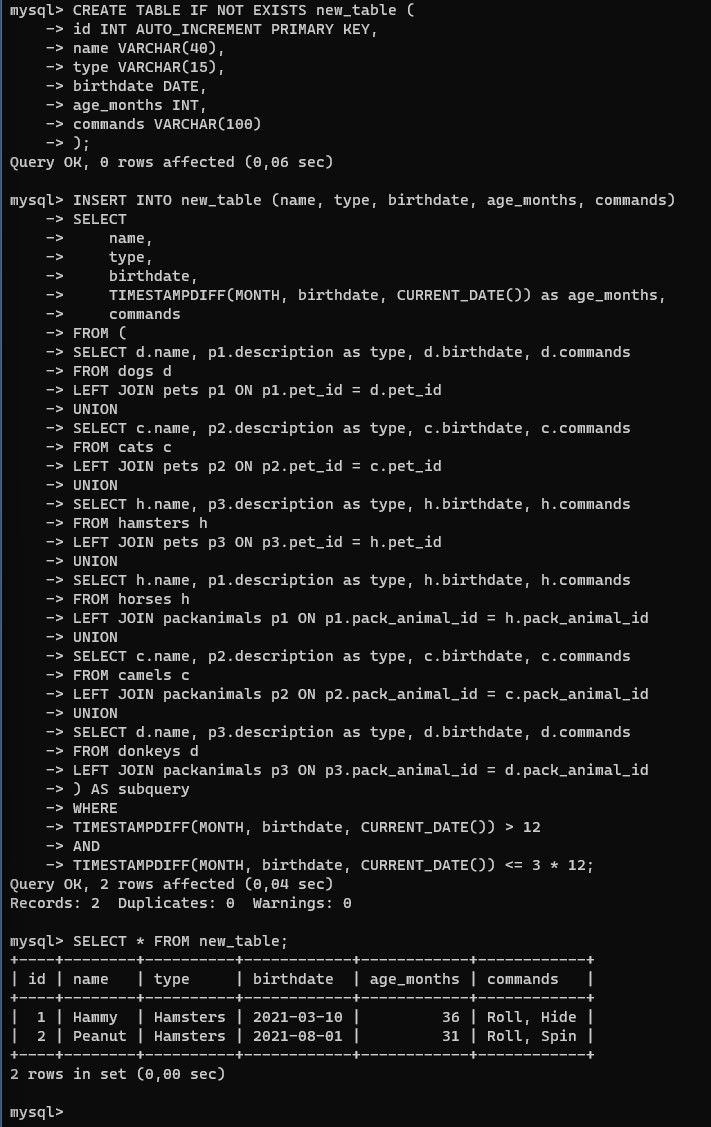 mysql> CREATE TABLE IF NOT EXISTS new_table (
    -> id INT AUTO_INCREMENT PRIMARY KEY,
    -> name VARCHAR(40),
    -> type VARCHAR(15),
    -> birthdate DATE,
    -> age_months INT,
    -> commands VARCHAR(100)
    -> );
Query OK, 0 rows affected (0,06 sec)

mysql> INSERT INTO new_table (name, type, birthdate, age_months, commands)
    -> SELECT
    ->     name,
    ->     type,
    ->     birthdate,
    ->     TIMESTAMPDIFF(MONTH, birthdate, CURRENT_DATE()) as age_months,
    ->     commands
    -> FROM (
    -> SELECT d.name, p1.description as type, d.birthdate, d.commands
    -> FROM dogs d
    -> LEFT JOIN pets p1 ON p1.pet_id = d.pet_id
    -> UNION
    -> SELECT c.name, p2.description as type, c.birthdate, c.commands
    -> FROM cats c
    -> LEFT JOIN pets p2 ON p2.pet_id = c.pet_id
    -> UNION
    -> SELECT h.name, p3.description as type, h.birthdate, h.commands
    -> FROM hamsters h
    -> LEFT JOIN pets p3 ON p3.pet_id = h.pet_id
    -> UNION
    -> SELECT h.name, p1.description as type, h.birthdate, h.commands
    -> FROM horses h
    -> LEFT JOIN packanimals p1 ON p1.pack_animal_id = h.pack_animal_id
    -> UNION
    -> SELECT c.name, p2.description as type, c.birthdate, c.commands
    -> FROM camels c
    -> LEFT JOIN packanimals p2 ON p2.pack_animal_id = c.pack_animal_id
    -> UNION
    -> SELECT d.name, p3.description as type, d.birthdate, d.commands
    -> FROM donkeys d
    -> LEFT JOIN packanimals p3 ON p3.pack_animal_id = d.pack_animal_id
    -> ) AS subquery
    -> WHERE
    -> TIMESTAMPDIFF(MONTH, birthdate, CURRENT_DATE()) > 12
    -> AND
    -> TIMESTAMPDIFF(MONTH, birthdate, CURRENT_DATE()) <= 3 * 12;
Query OK, 2 rows affected (0,04 sec)
Records: 2  Duplicates: 0  Warnings: 0

mysql> SELECT * FROM new_table;
+----+--------+----------+------------+------------+------------+
| id | name   | type     | birthdate  | age_months | commands   |
+----+--------+----------+------------+------------+------------+
|  1 | Hammy  | Hamsters | 2021-03-10 |         36 | Roll, Hide |
|  2 | Peanut | Hamsters | 2021-08-01 |         31 | Roll, Spin |
+----+--------+----------+------------+------------+------------+
2 rows in set (0,00 sec)

mysql>